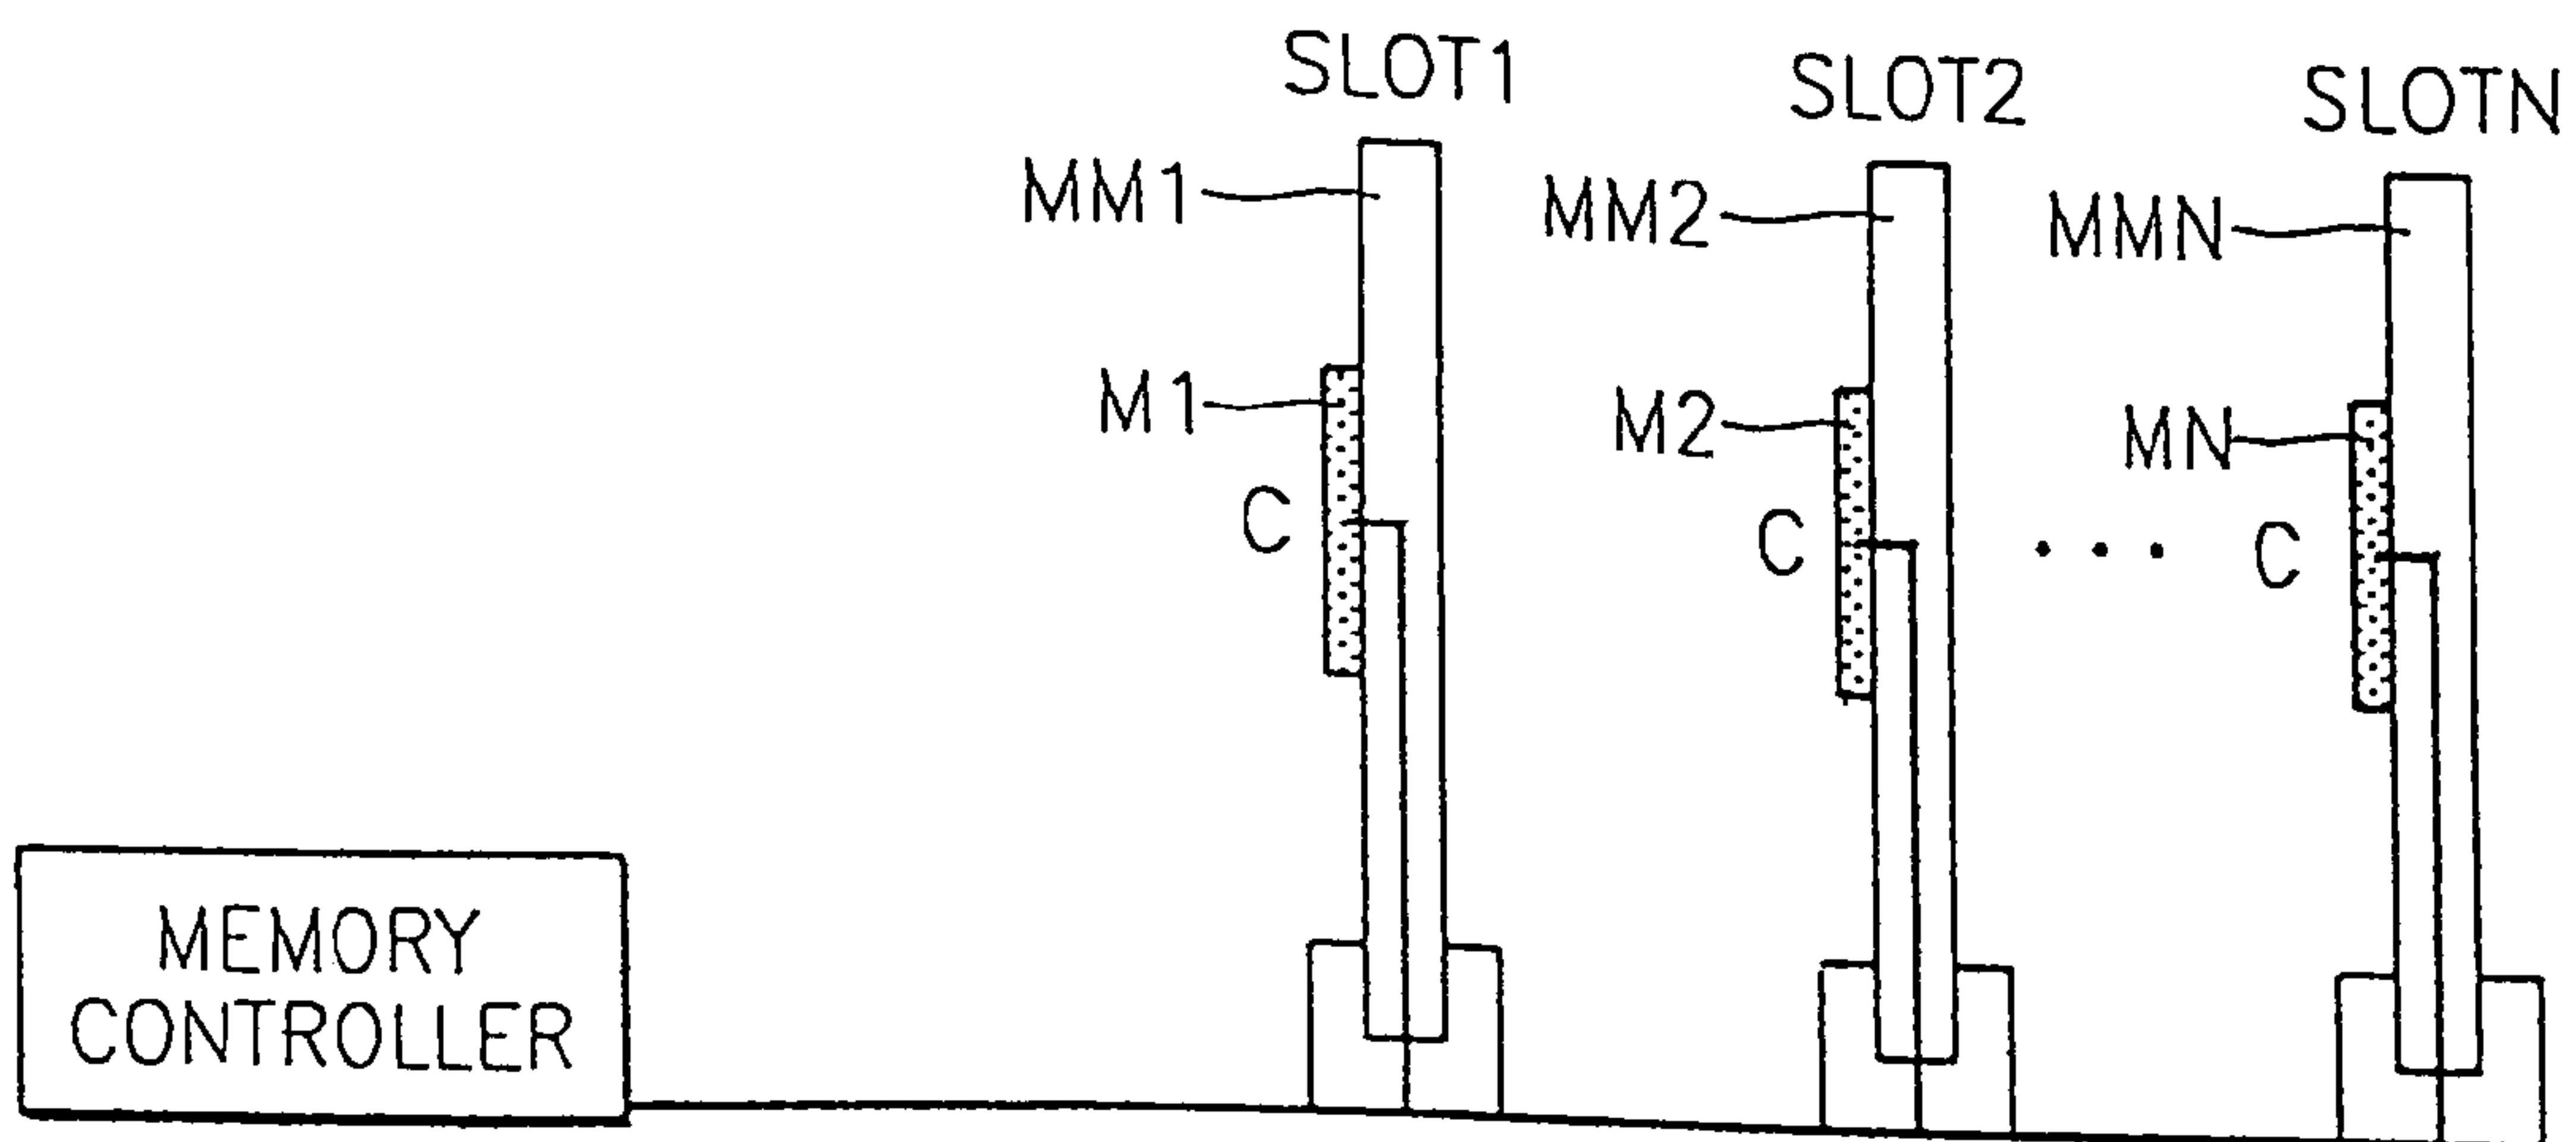 SLOT1
SLOT2
SLOTN
MM1
MM2
MMN
M1
M2
MN
C
C
. . .
C
MEMORY
CONTROLLER